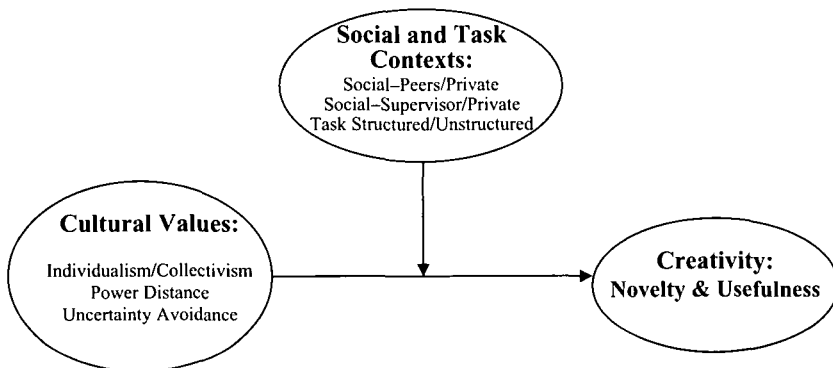 Social and Task
Contexts:
Social–Peers/Private
Social–Supervisor/Private
Task Structured/Unstructured
Cultural Values:
Individualism/Collectivism
Power Distance
Uncertainty Avoidance
Creativity:
Novelty & Usefulness